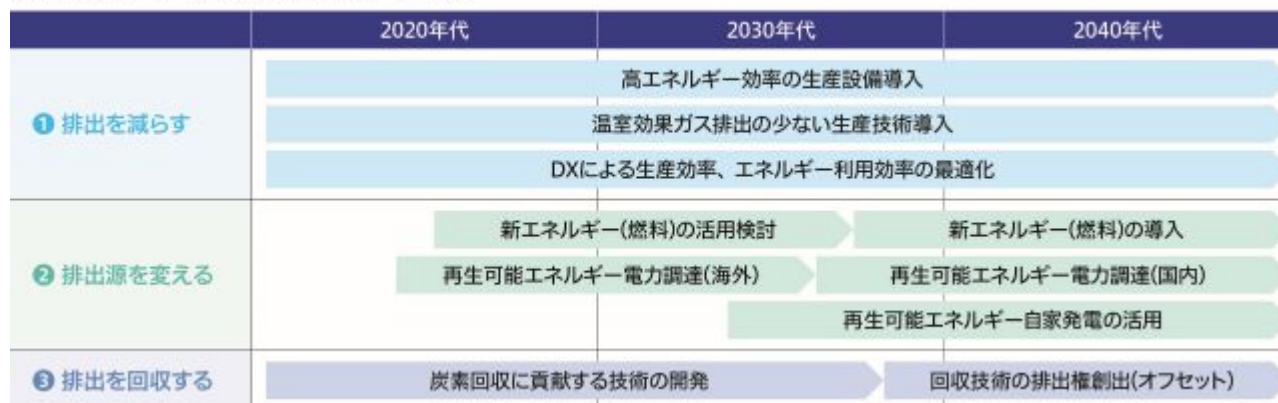 2020年代 2030年代 2040年代
❶ 排出を減らす
高エネルギー効率の生産設備導入
温室効果ガス排出の少ない生産技術導入
DXによる生産効率、エネルギー利用効率の最適化
❷ 排出源を変える
新エネルギー(燃料)の活用検討 新エネルギー(燃料)の導入
再生可能エネルギー電力調達(海外) 再生可能エネルギー電力調達(国内)
再生可能エネルギー自家発電の活用
❸ 排出を回収する
炭素回収に貢献する技術の開発 回収技術の排出権創出(オフセット)